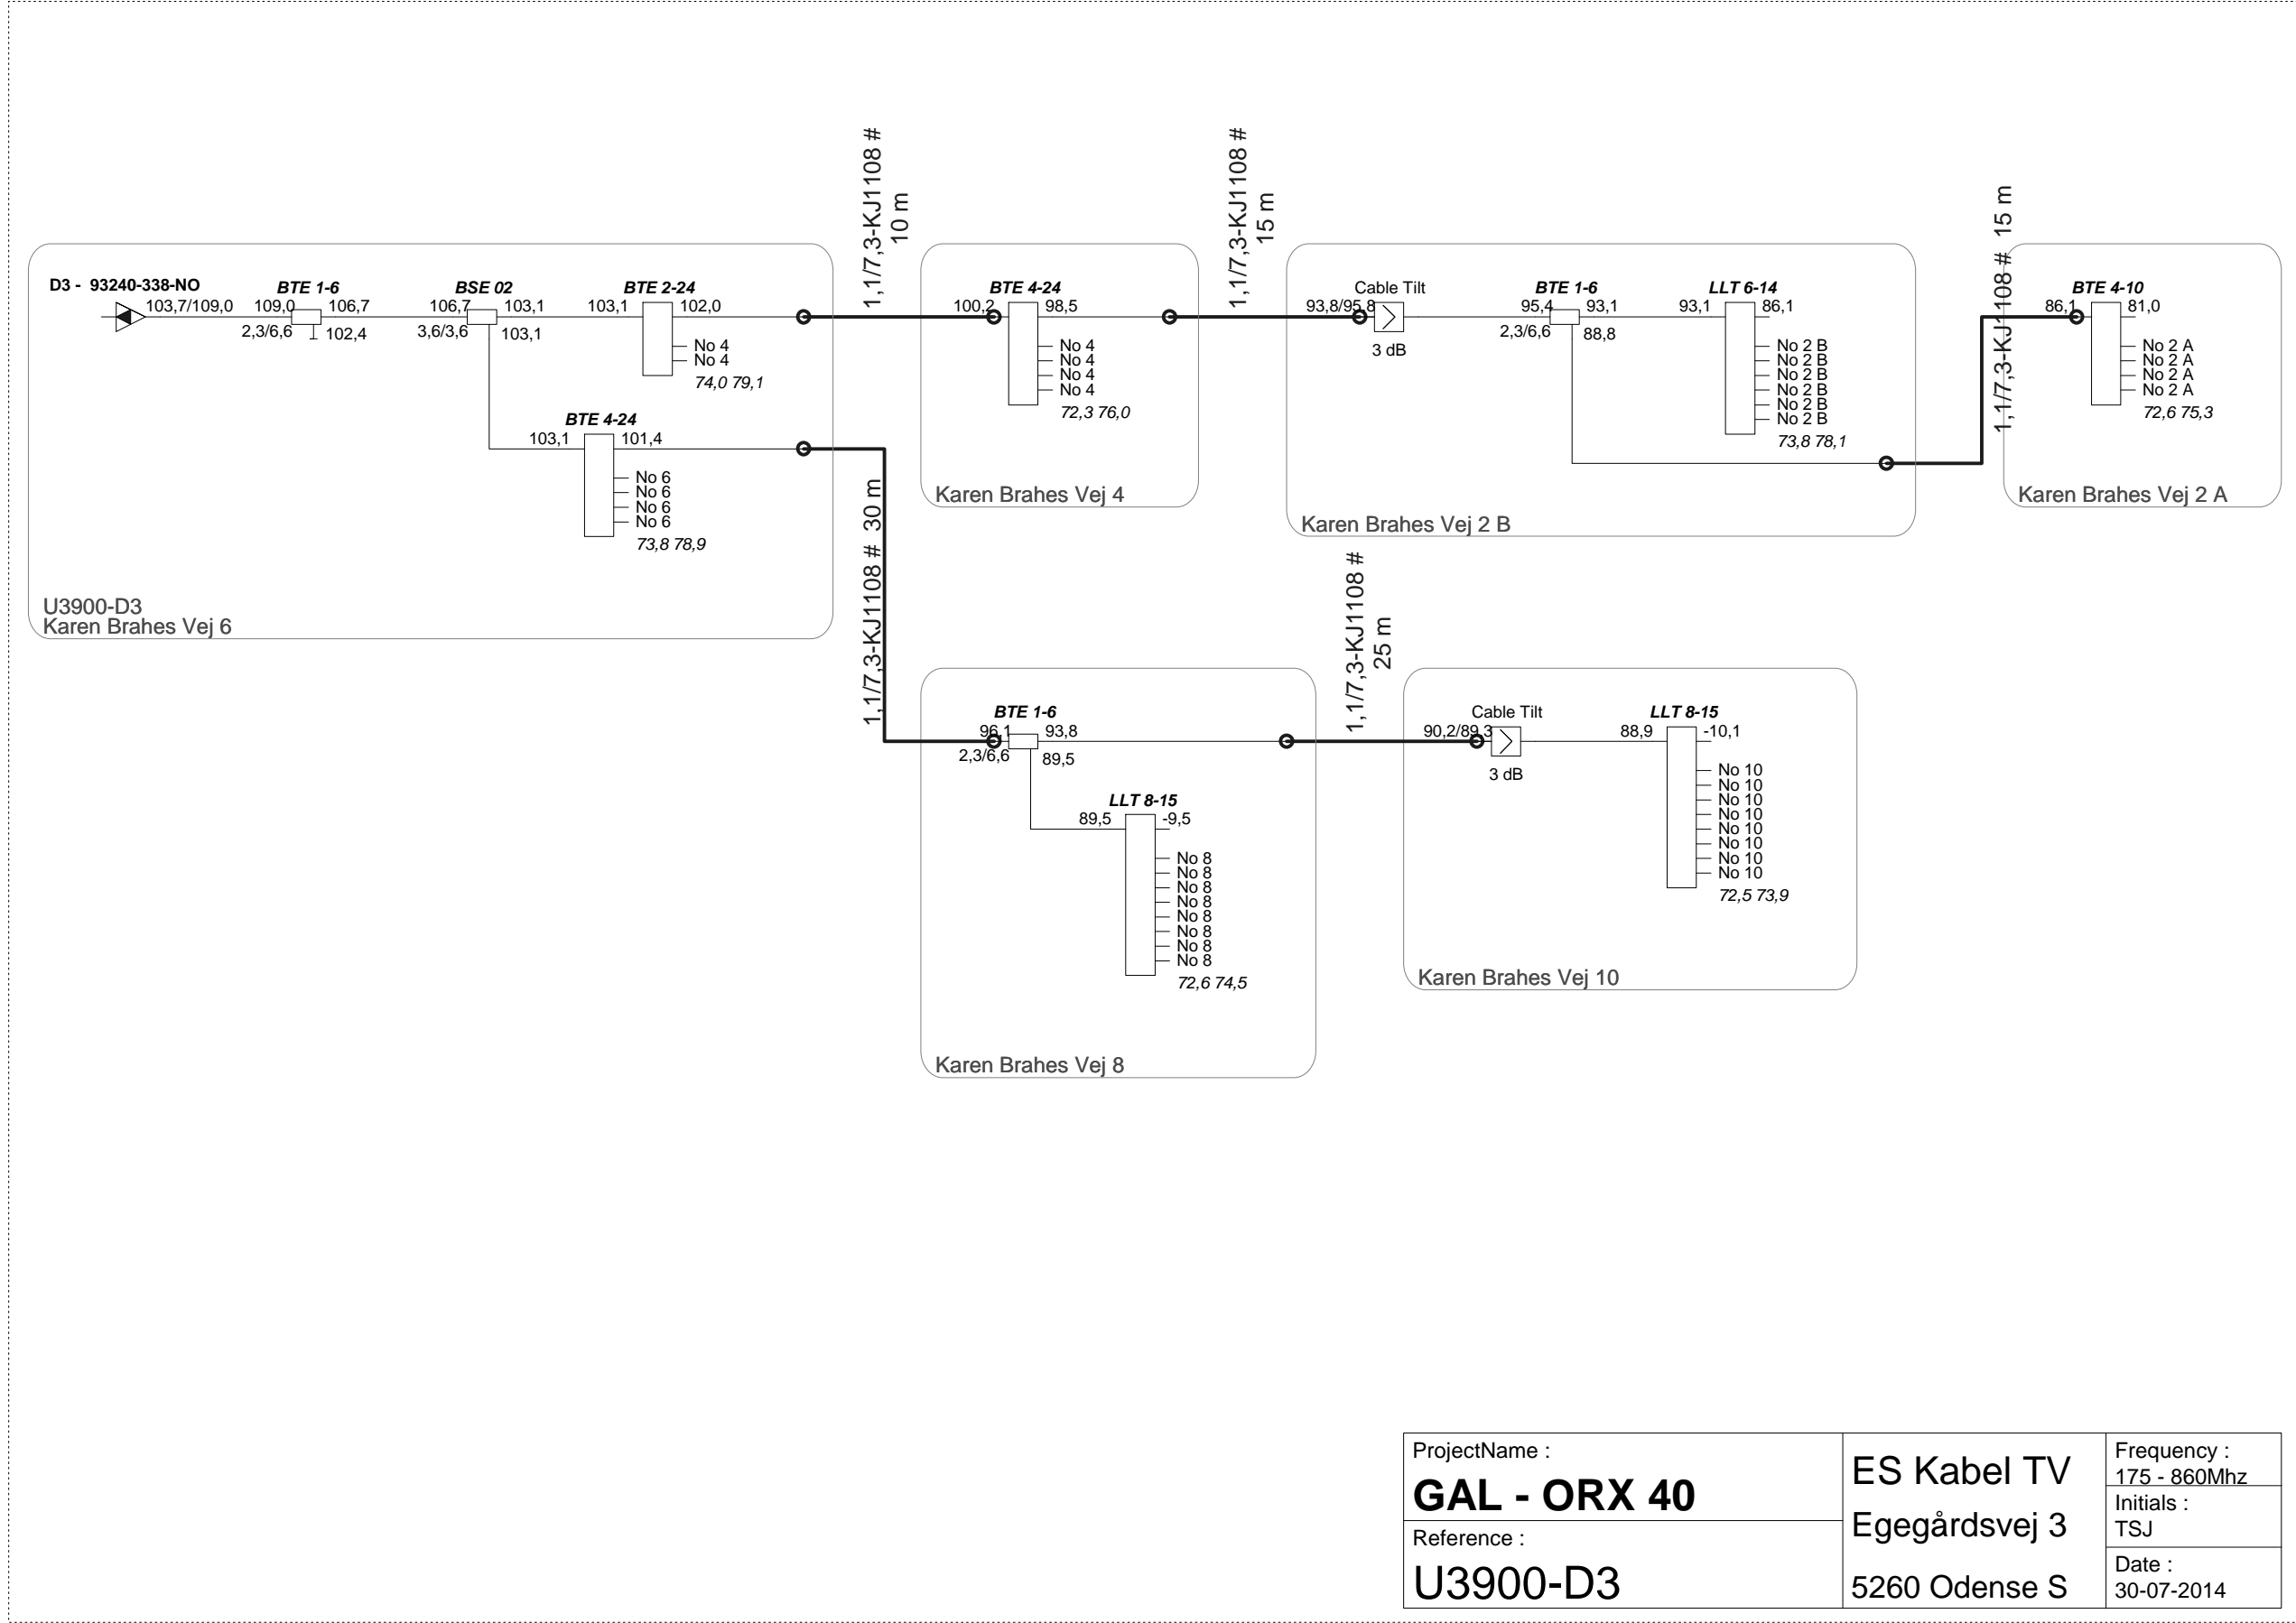 1,1/7,3-KJ1108 #
10 m
1,1/7,3-KJ1108 #
15 m
1,1/7,3-KJ1108 #  15 m
D3 -  93240-338-NO
103,7/109,0
BTE 1-6
109,0
106,7
2,3/6,6
102,4
BSE 02
106,7
103,1
3,6/3,6
103,1
BTE 2-24
103,1
102,0
No 4
No 4
74,0 79,1
BTE 4-24
103,1
101,4
No 6
No 6
No 6
No 6
73,8 78,9
U3900-D3
Karen Brahes Vej 6
BTE 4-24
100,2
98,5
No 4
No 4
No 4
No 4
72,3 76,0
Karen Brahes Vej 4
Cable Tilt
93,8/95,8
3 dB
BTE 1-6
95,4
93,1
2,3/6,6
88,8
LLT 6-14
93,1
86,1
No 2 B
No 2 B
No 2 B
No 2 B
No 2 B
No 2 B
73,8 78,1
Karen Brahes Vej 2 B
BTE 4-10
86,1
81,0
No 2 A
No 2 A
No 2 A
No 2 A
72,6 75,3
Karen Brahes Vej 2 A
1,1/7,3-KJ1108 #  30 m
1,1/7,3-KJ1108 #
25 m
BTE 1-6
96,1
93,8
2,3/6,6
89,5
LLT 8-15
89,5
-9,5
No 8
No 8
No 8
No 8
No 8
No 8
No 8
No 8
72,6 74,5
Karen Brahes Vej 8
Cable Tilt
90,2/89,3
3 dB
LLT 8-15
88,9
-10,1
No 10
No 10
No 10
No 10
No 10
No 10
No 10
No 10
72,5 73,9
Karen Brahes Vej 10
ProjectName :
GAL - ORX 40
Reference :
U3900-D3
ES Kabel TV
Egegårdsvej 3
5260 Odense S
Frequency :
175 - 860Mhz
Initials :
TSJ
Date :
30-07-2014